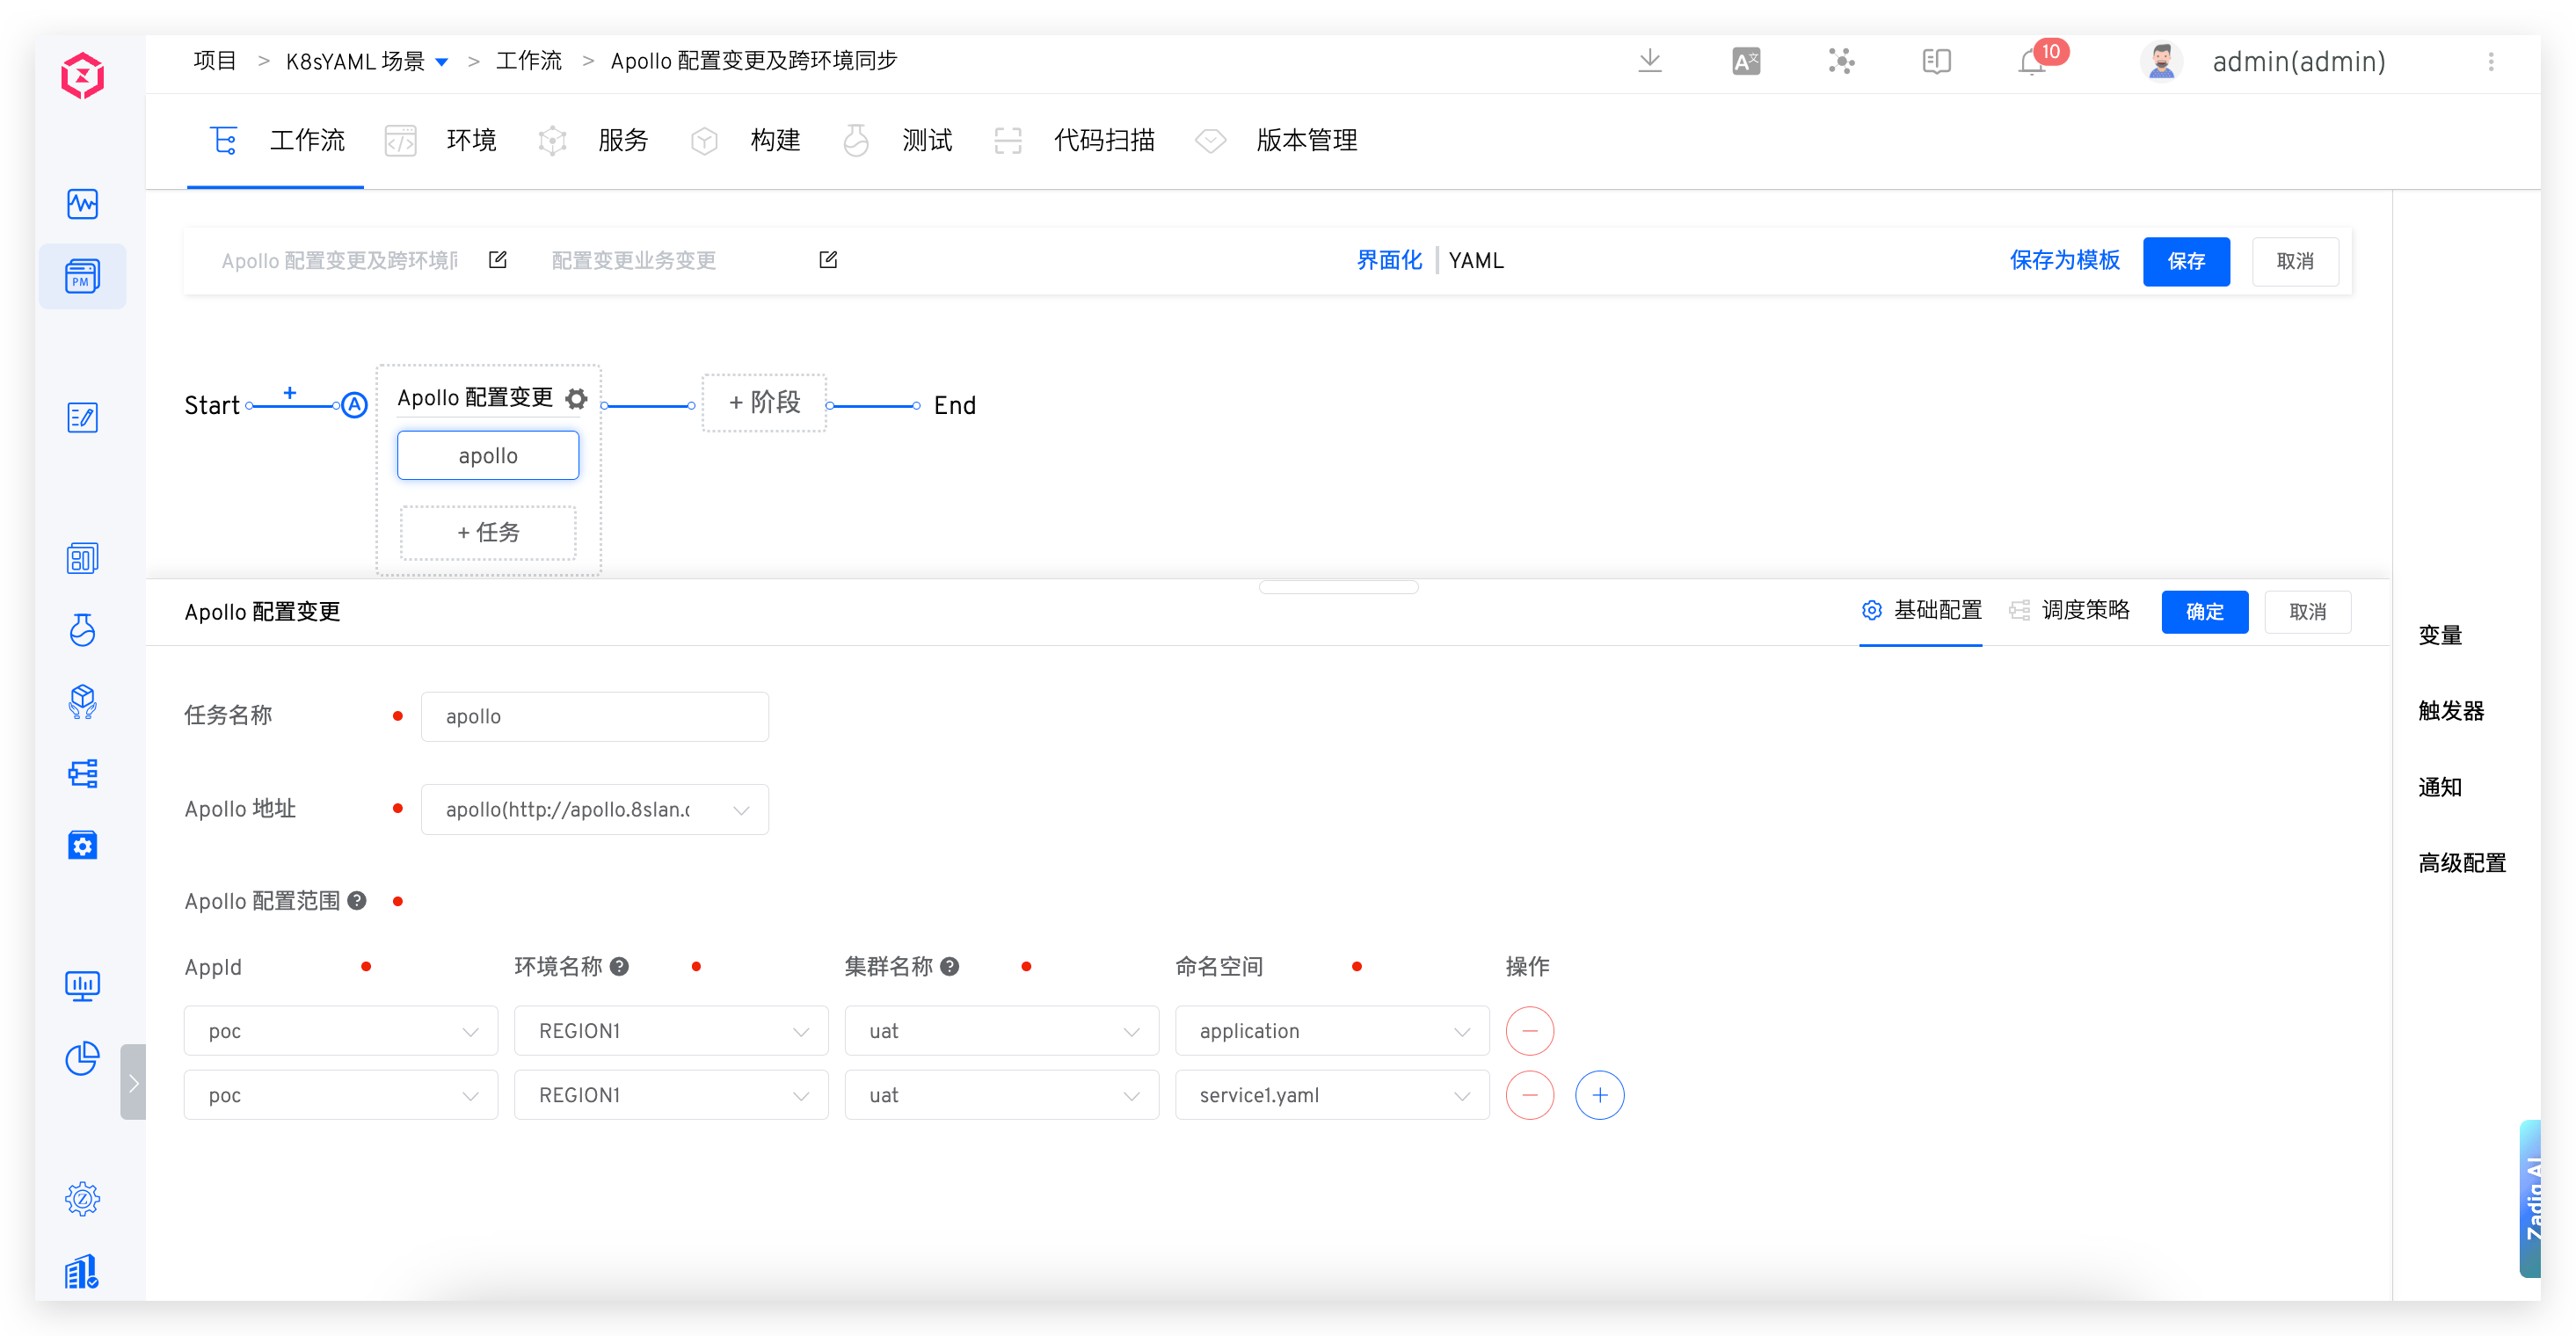 项目 > K8sYAML 场景 > 工作流 > Apollo 配置变更及跨环境同步
10
admin(admin)
工作流 环境 服务 构建 测试 代码扫描 版本管理
PM
Apollo 配置变更及跨环境 配置变更业务变更 界面化 YAML 保存为模板 保存 取消
Start A Apollo 配置变更 + 阶段 End
apollo
+ 任务
Apollo 配置变更 基础配置 调度策略 确定 取消
变量
触发器
通知
高级配置
任务名称 apollo
Apollo 地址 apollo(http://apollo.8slan.
Apollo 配置范围
AppId 环境名称 集群名称 命名空间 操作
poc REGION1 uat application
poc REGION1 uat service1.yaml
Zadig AI